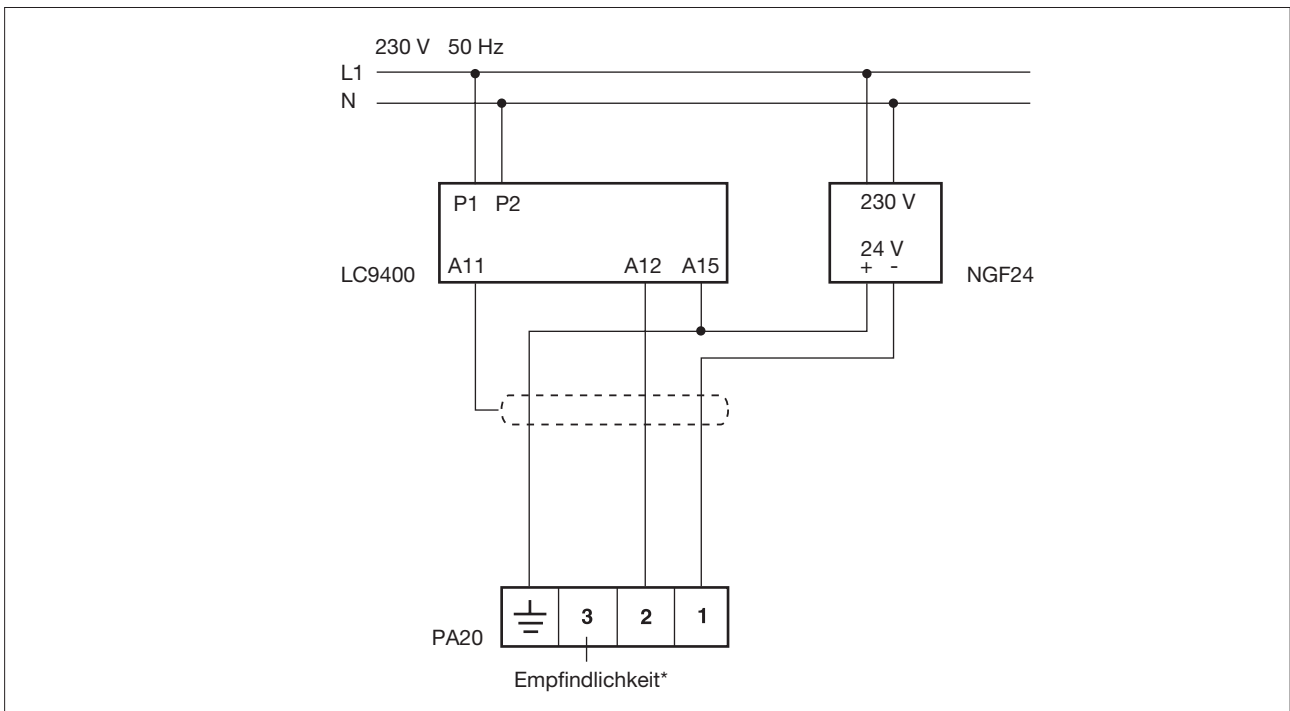 230 V 50 Hz
L1
N
P1 P2
230 V
24 V
+ -
LC9400
A11 A12 A15
NGF24
3 2 1
PA20
Empfindlichkeit*